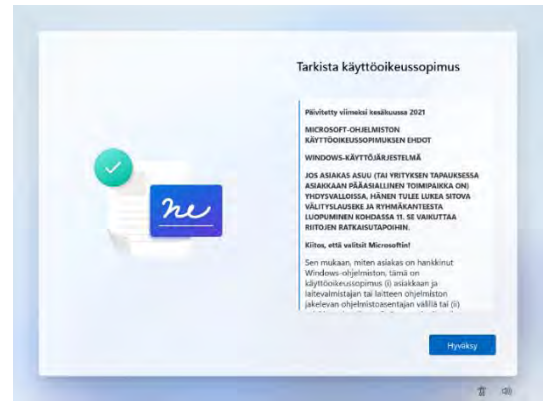 Tarkista käyttöoikeussopimus
Päivitetty viimeksi kesäkuussa 2021
MICROSOFT-OHJELMISTON
KÄYTTÖOIKEUSSOPIMUKSEN EHDOT
WINDOWS-KÄYTTÖJÄRJESTELMÄ
JOS ASIAKAS ASUU (TAI YRITYKSEN TAPAUKSESSA
ASIAKKAAN PÄÄASIALLINEN TOIMIPAIKKA ON)
YHDYSVALLOISSA, HÄNEN TULEE LUKEA SITOVA
VÄLITYSLAUSEKE JA RYHMÄKANTEESTA
LUOPUMINEN KOHDASSA 11. SE VAIKUTTAA
RIITOJEN RATKAISUTAPOIHIN.
Kiitos, että valitsit Microsoftin!
Sen mukaan, miten asiakas on hankkinut
Windows-ohjelmiston, tämä on
käyttöoikeussopimus (i) asiakkaan ja
laitevalmistajan tai laitteen ohjelmiston
jakelevan ohjelmistoasentajan välillä tai (ii)
Hyväksy